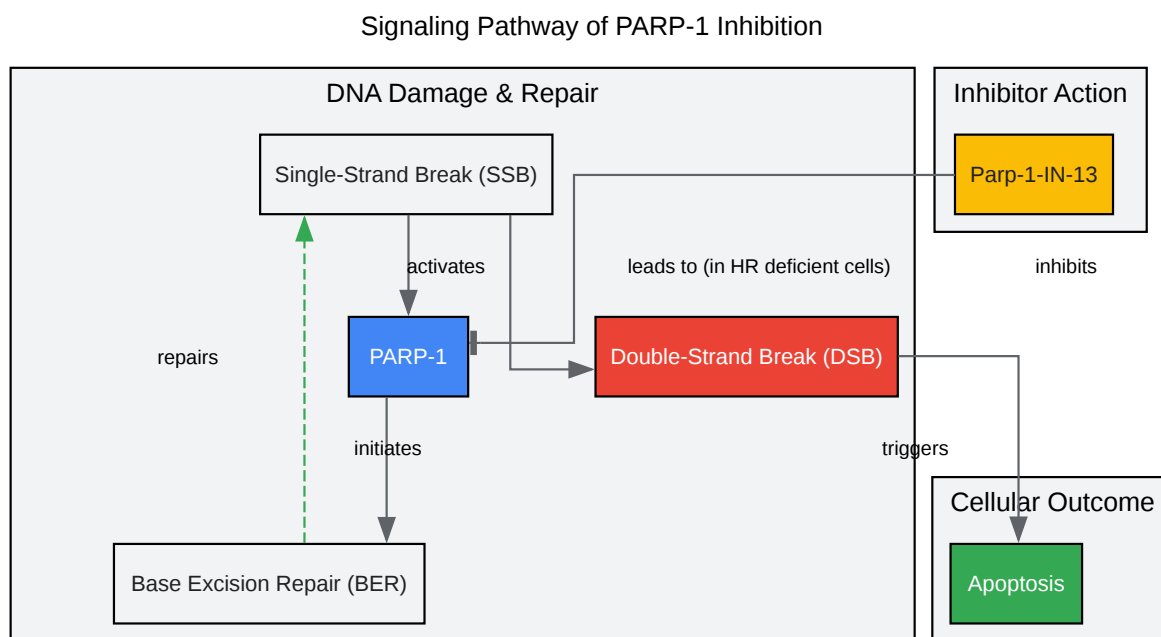 Signaling Pathway of PARP-1 Inhibition
DNA Damage & Repair
Inhibitor Action
Single-Strand Break (SSB)
Parp-1-IN-13
activates
leads to (in HR deficient cells)
inhibits
repairs
PARP-1
Double-Strand Break (DSB)
initiates
triggers
Cellular Outcome
Base Excision Repair (BER)
Apoptosis